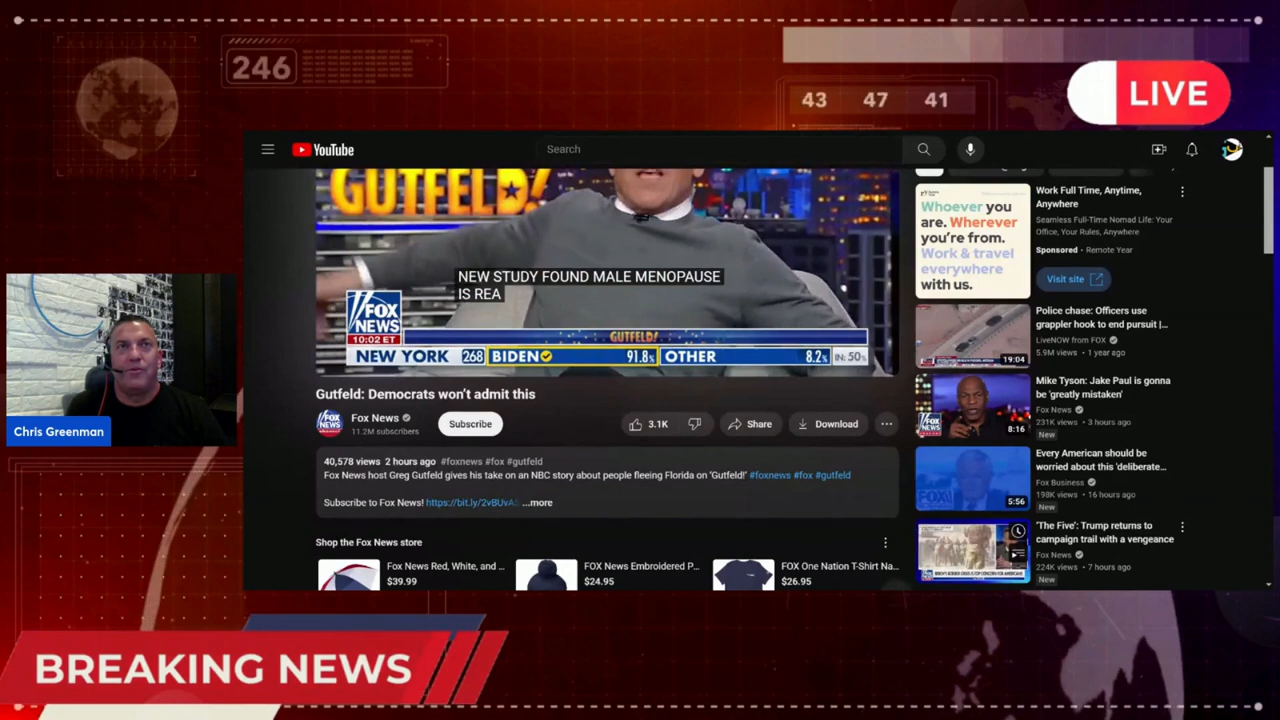 246
43 47 41
LIVE
YouTube
Search
GUTFELD!
NEW STUDY FOUND MALE MENOPAUSE
IS REA
FOX
NEWS
10:02 ET
GUTFELD!
NEW YORK 268 BIDEN 91.8% OTHER 8.2% IN: 50%
Gutfeld: Democrats won't admit this
Fox News
11.2M subscribers
Subscribe
3.1K
Share
Download
40,578 views 2 hours ago #foxnews #fox #gutfeld
Fox News host Greg Gutfeld gives his take on an NBC story about people fleeing Florida on 'Gutfeld!' #foxnews #fox #gutfeld
Subscribe to Fox News! ...more
Shop the Fox News store
Fox News Red, White, and ...
$39.99
FOX News Embroidered P...
$24.95
FOX One Nation T-Shirt Na...
$26.95
Whoever you
are. Wherever
you're from.
Work & travel
everywhere
with us.
Work Full Time, Anytime,
Anywhere
Seamless Full-Time Nomad Life: Your
Office, Your Rules, Anywhere
Sponsored • Remote Year
Visit site
19:04
Police chase: Officers use
grappler hook to end pursuit |...
LiveNOW from FOX
5.9M views • 1 year ago
8:16
Mike Tyson: Jake Paul is gonna
be 'greatly mistaken'
Fox News
231K views • 3 hours ago
New
5:56
Every American should be
worried about this 'deliberate...
Fox Business
198K views • 16 hours ago
New
'The Five': Trump returns to
campaign trail with a vengeance
Fox News
224K views • 7 hours ago
New
Chris Greenman
BREAKING NEWS